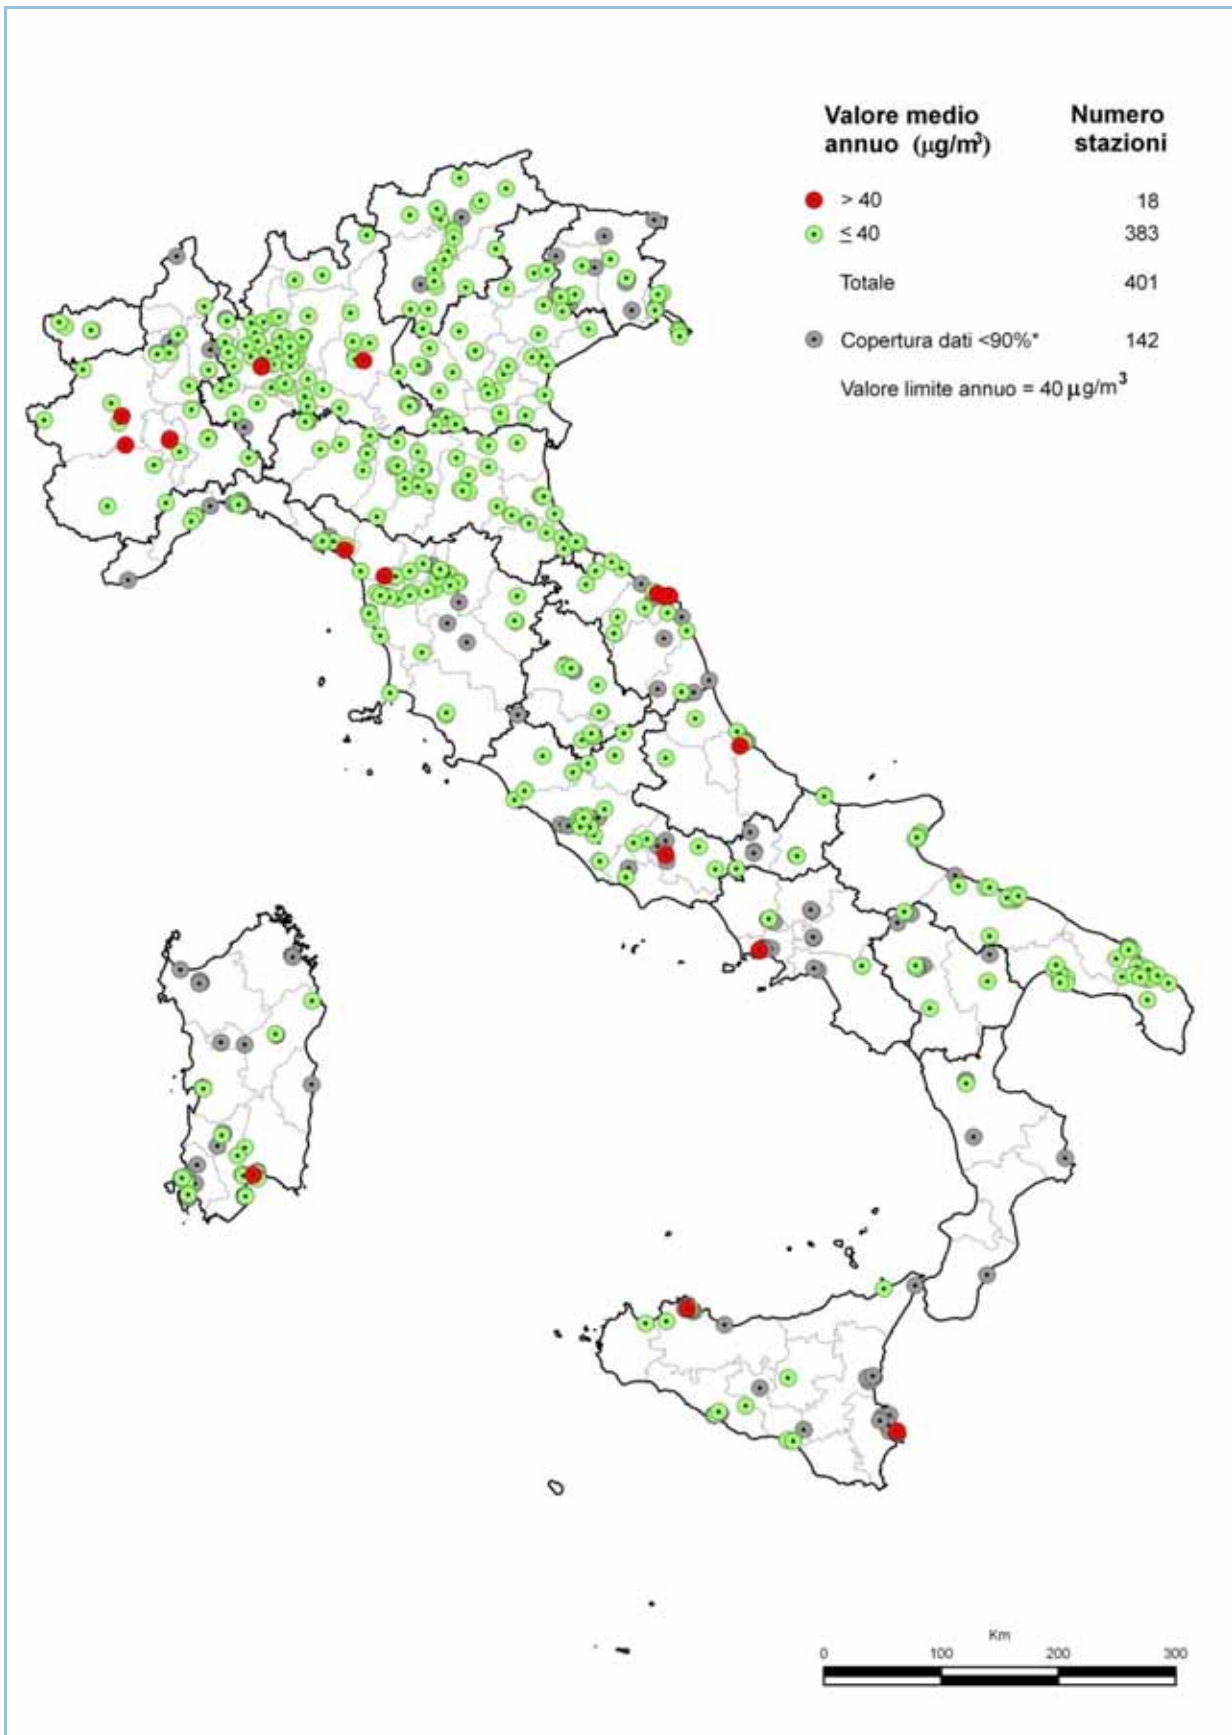 Valore medio annuo (μg/m³) Numero stazioni
> 40 18
≤ 40 383
Totale 401
Copertura dati <90%* 142
Valore limite annuo = 40 μg/m³
Km
0 100 200 300